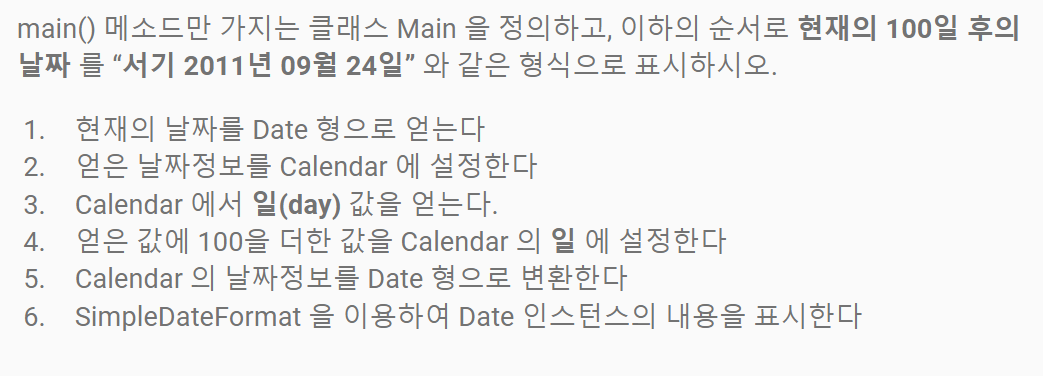 main() 메소드만 가지는 클래스 Main 을 정의하고, 이하의 순서로 현재의 100일 후의
날짜 를 “서기 2011년 09월 24일” 와 같은 형식으로 표시하시오.
1. 현재의 날짜를 Date 형으로 얻는다
2. 얻은 날짜정보를 Calendar 에 설정한다
3. Calendar 에서 일(day) 값을 얻는다.
4. 얻은 값에 100을 더한 값을 Calendar 의 일 에 설정한다
5. Calendar 의 날짜정보를 Date 형으로 변환한다
6. SimpleDateFormat 을 이용하여 Date 인스턴스의 내용을 표시한다